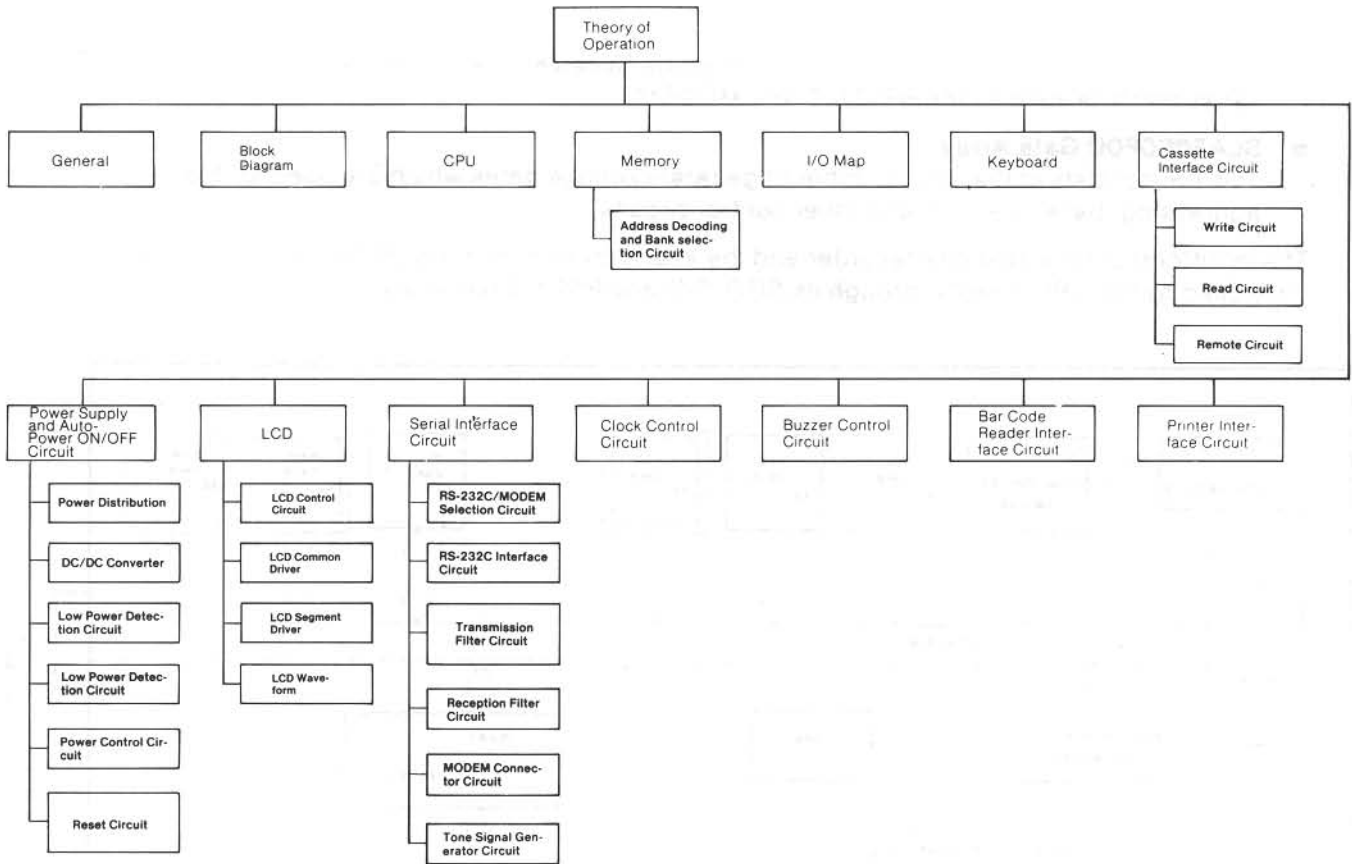 Theory of
Operation
General
Block
Diagram
CPU
Memory
I/O Map
Keyboard
Cassette
Interface Circuit
Address Decoding
and Bank selec-
tion Circuit
Write Circuit
Read Circuit
Remote Circuit
Power Supply
and Auto-
Power ON/OFF
Circuit
LCD
Serial Interface
Circuit
Clock Control
Circuit
Buzzer Control
Circuit
Bar Code
Reader Inter-
face Circuit
Printer Inter-
face Circuit
Power Distribution
DC/DC Converter
Low Power Detec-
tion Circuit
Low Power Detec-
tion Circuit
Power Control Cir-
cuit
Reset Circuit
LCD Control
Circuit
LCD Common
Driver
LCD Segment
Driver
LCD Wave-
form
RS-232C/MODEM
Selection Circuit
RS-232C Interface
Circuit
Transmission
Filter Circuit
Reception Filter
Circuit
MODEM Connec-
tor Circuit
Tone Signal Gen-
erator Circuit